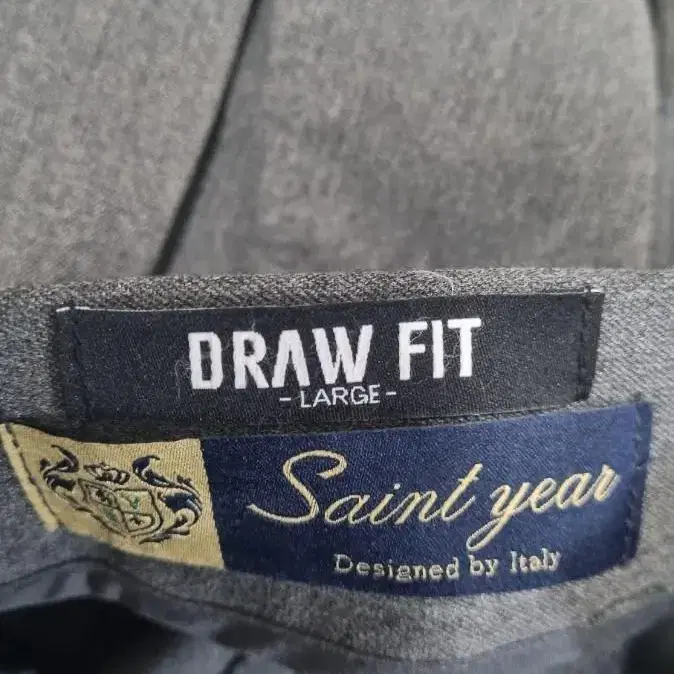 DRAW FIT
- LARGE -
Saint year
Designed by Italy